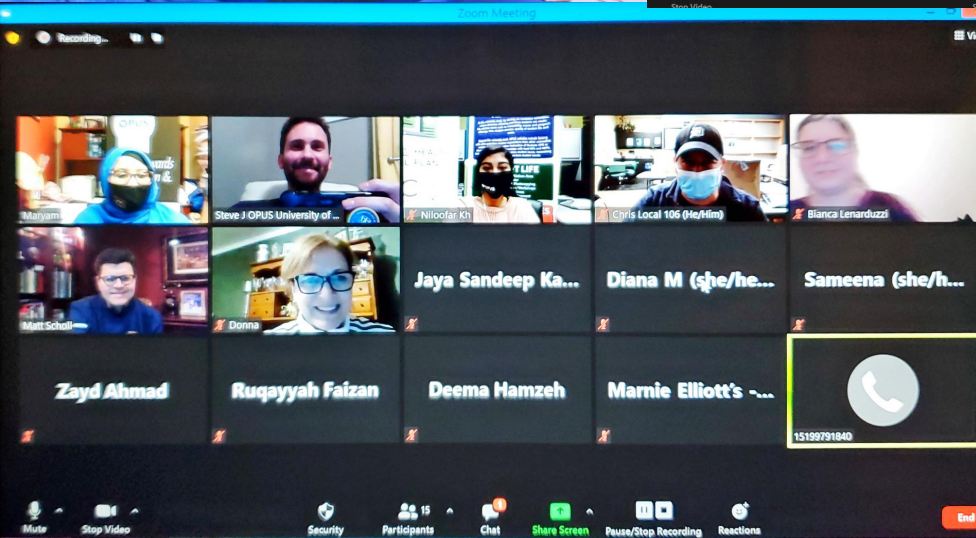 Stop Video
Zoom Meeting
Recording...
OPUS
Maryam
Steve J OPUS University of ...
Niloofar Kh
T LIFE
Chris Local 106 (He/Him)
Bianca Lenarduzzi
Matt Scholl
Donna
Jaya Sandeep Ka...
Diana M (she/he...
Sameena (she/h...
Zayd Ahmad
Ruqayyah Faizan
Deema Hamzeh
Marnie Elliott's -...
15199791840
Mute
Stop Video
Security
Participants
15
Chat
Share Screen
Pause/Stop Recording
Reactions
End